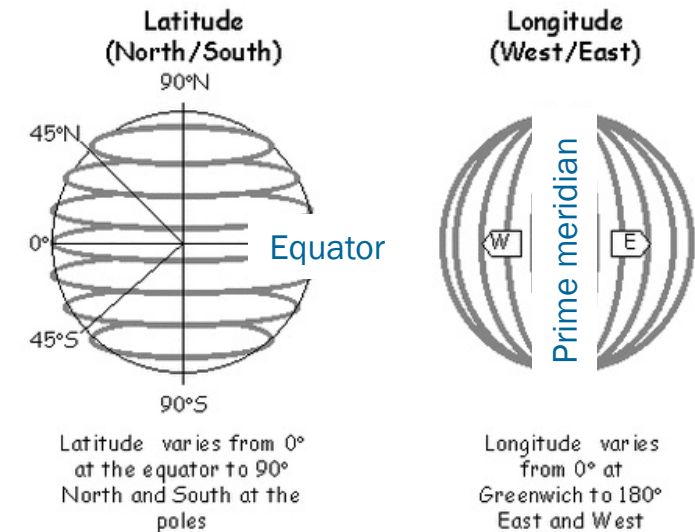 Latitude
(North/South)
90°N
45°N
0°
Equator
45°S
90°S
Latitude varies from 0°
at the equator to 90°
North and South at the
poles
Longitude
(West/East)
W
Prime meridian
E
Longitude varies
from 0° at
Greenwich to 180°
East and West